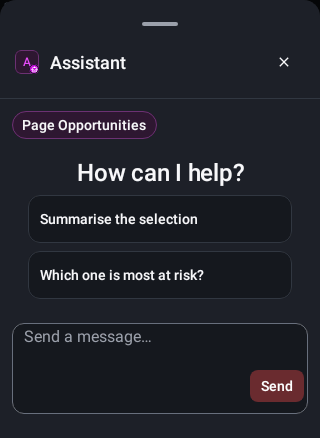 A
Assistant
Page Opportunities
How can I help?
Summarise the selection
Which one is most at risk?
Send a message...
Send